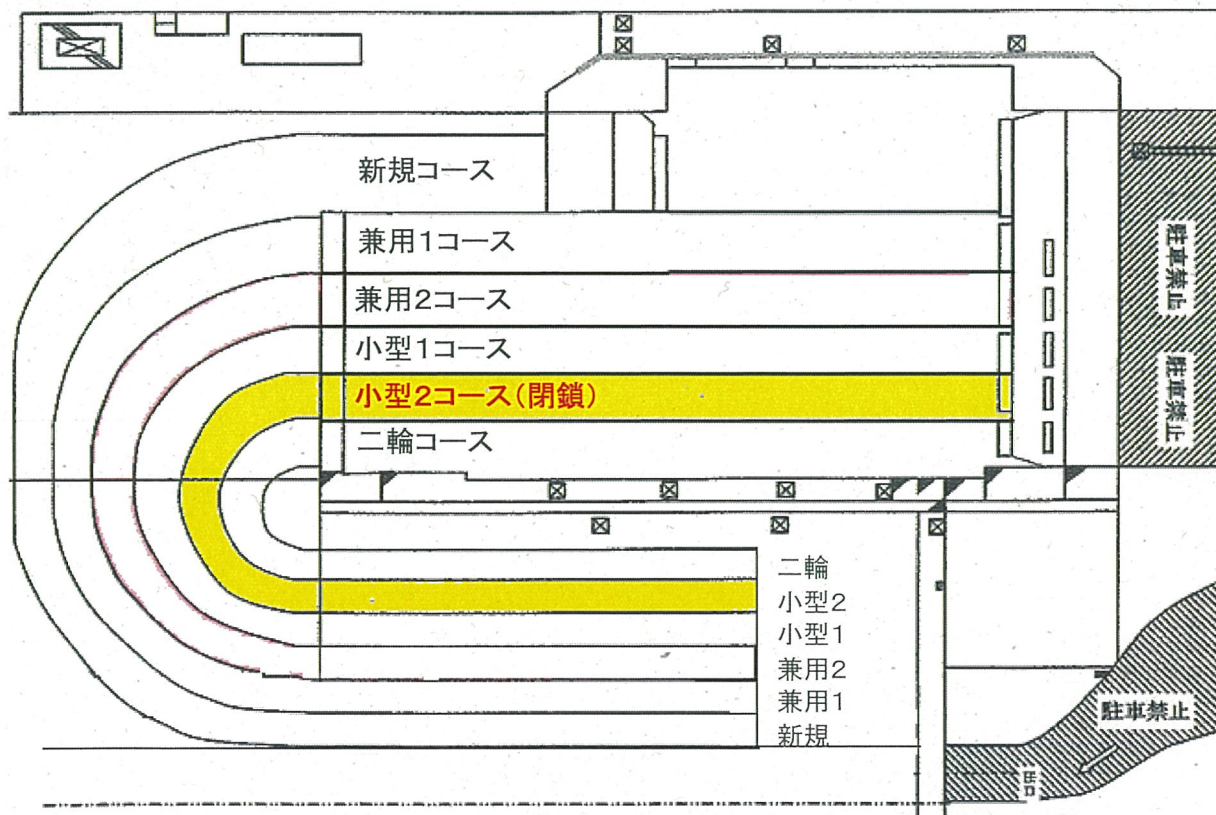 新規コース
兼用1コース
兼用2コース
小型1コース
小型2コース(閉鎖)
二輪コース
駐車禁止
駐車禁止
二輪
小型2
小型1
兼用2
兼用1
新規
駐車禁止
出口